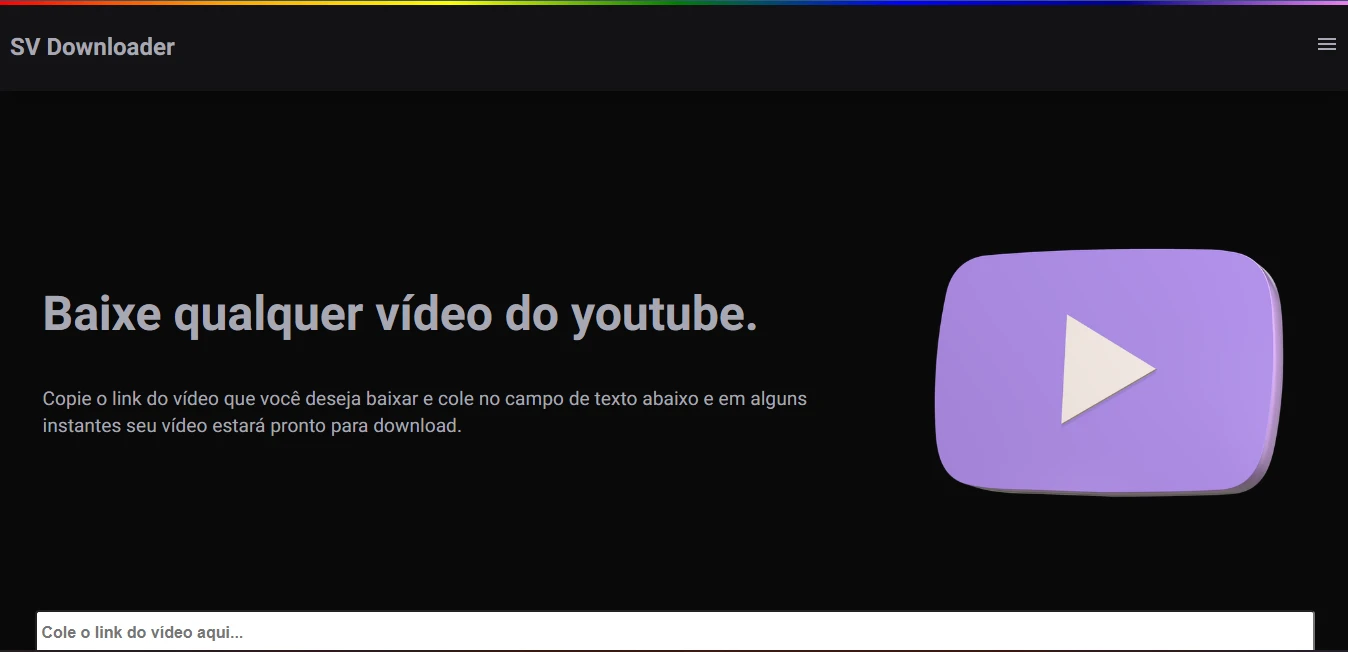 SV Downloader
Baixe qualquer vídeo do youtube.
Copie o link do vídeo que você deseja baixar e cole no campo de texto abaixo e em alguns
instantes seu vídeo estará pronto para download.
Cole o link do vídeo aqui...